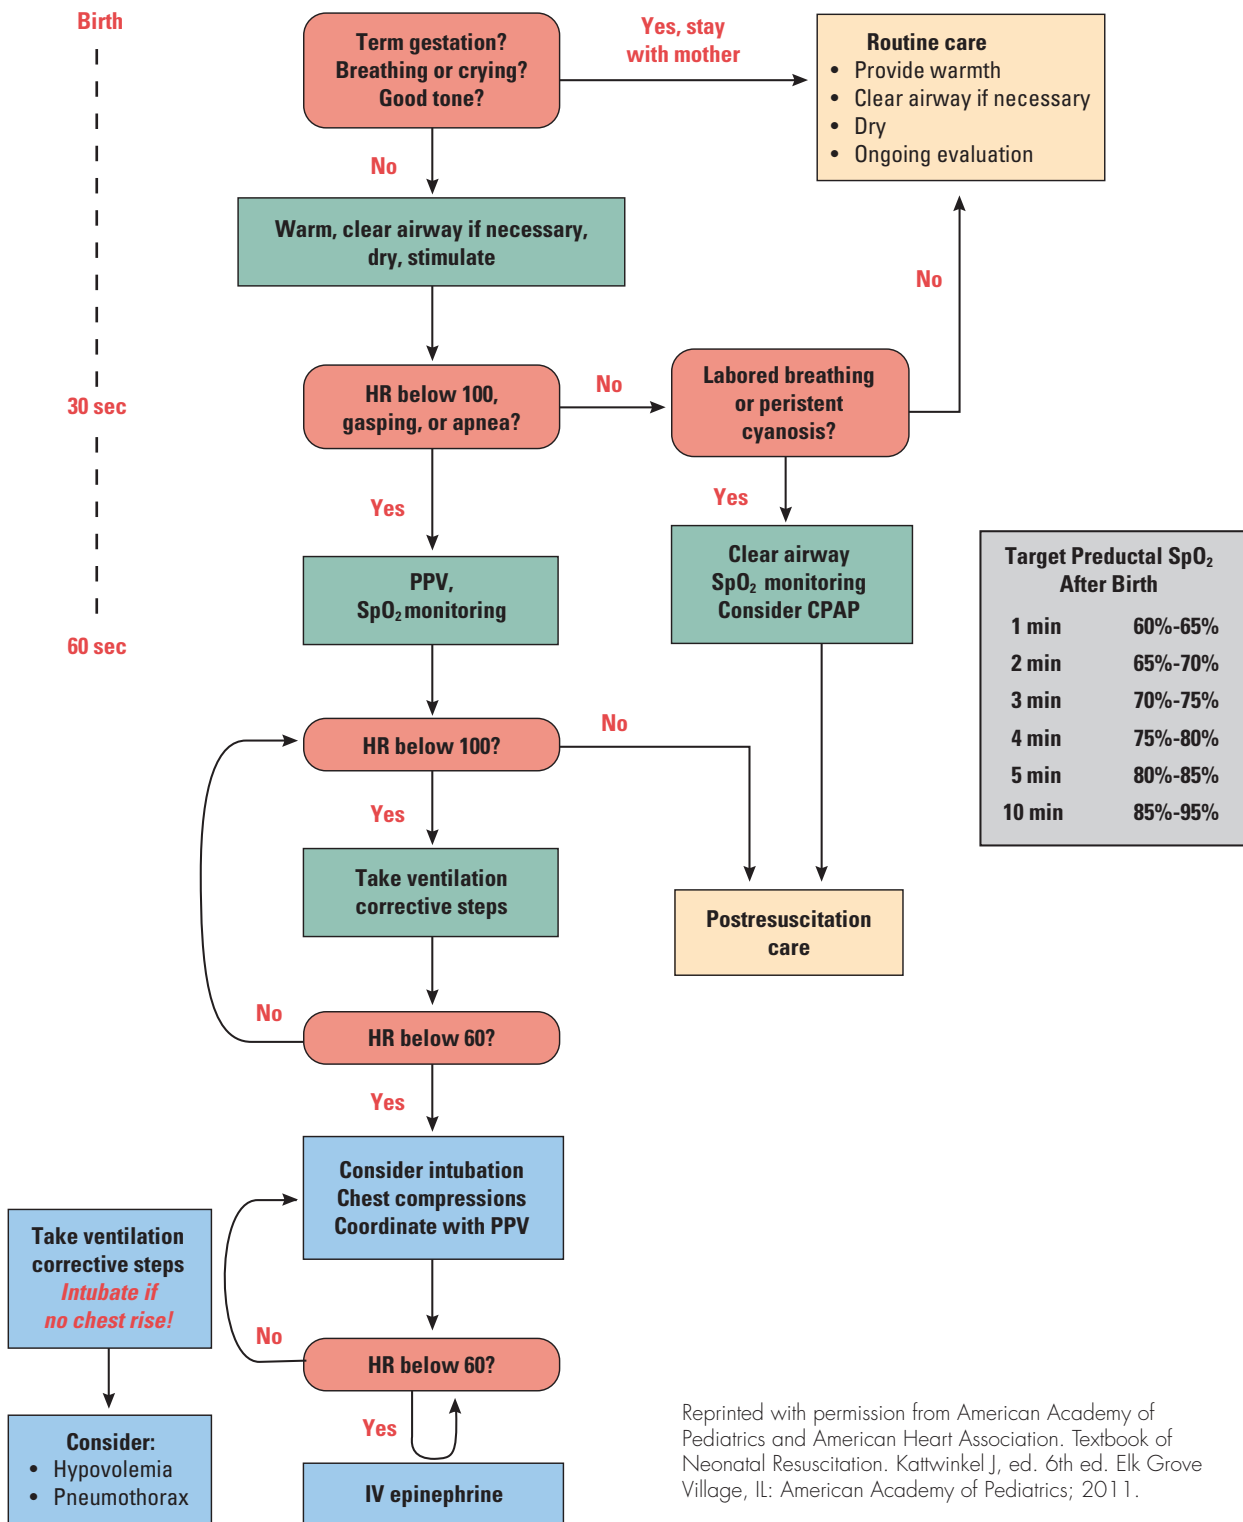 Birth
Term gestation?
Breathing or crying?
Good tone?
Yes, stay
with mother
Routine care
• Provide warmth
• Clear airway if necessary
• Dry
• Ongoing evaluation
No
Warm, clear airway if necessary,
dry, stimulate
No
30 sec
HR below 100,
gasping, or apnea?
No
Labored breathing
or peristent
cyanosis?
Yes
Yes
PPV,
SpO₂ monitoring
Clear airway
SpO₂ monitoring
Consider CPAP
60 sec
Target Preductal SpO₂
After Birth
1 min 60%-65%
2 min 65%-70%
3 min 70%-75%
4 min 75%-80%
5 min 80%-85%
10 min 85%-95%
HR below 100?
No
Yes
Take ventilation
corrective steps
Postresuscitation
care
No
HR below 60?
Yes
Consider intubation
Chest compressions
Coordinate with PPV
Take ventilation
corrective steps
Intubate if
no chest rise!
No
HR below 60?
Yes
Consider:
• Hypovolemia
• Pneumothorax
IV epinephrine
Reprinted with permission from American Academy of
Pediatrics and American Heart Association. Textbook of
Neonatal Resuscitation. Kattwinkel J, ed. 6th ed. Elk Grove
Village, IL: American Academy of Pediatrics; 2011.